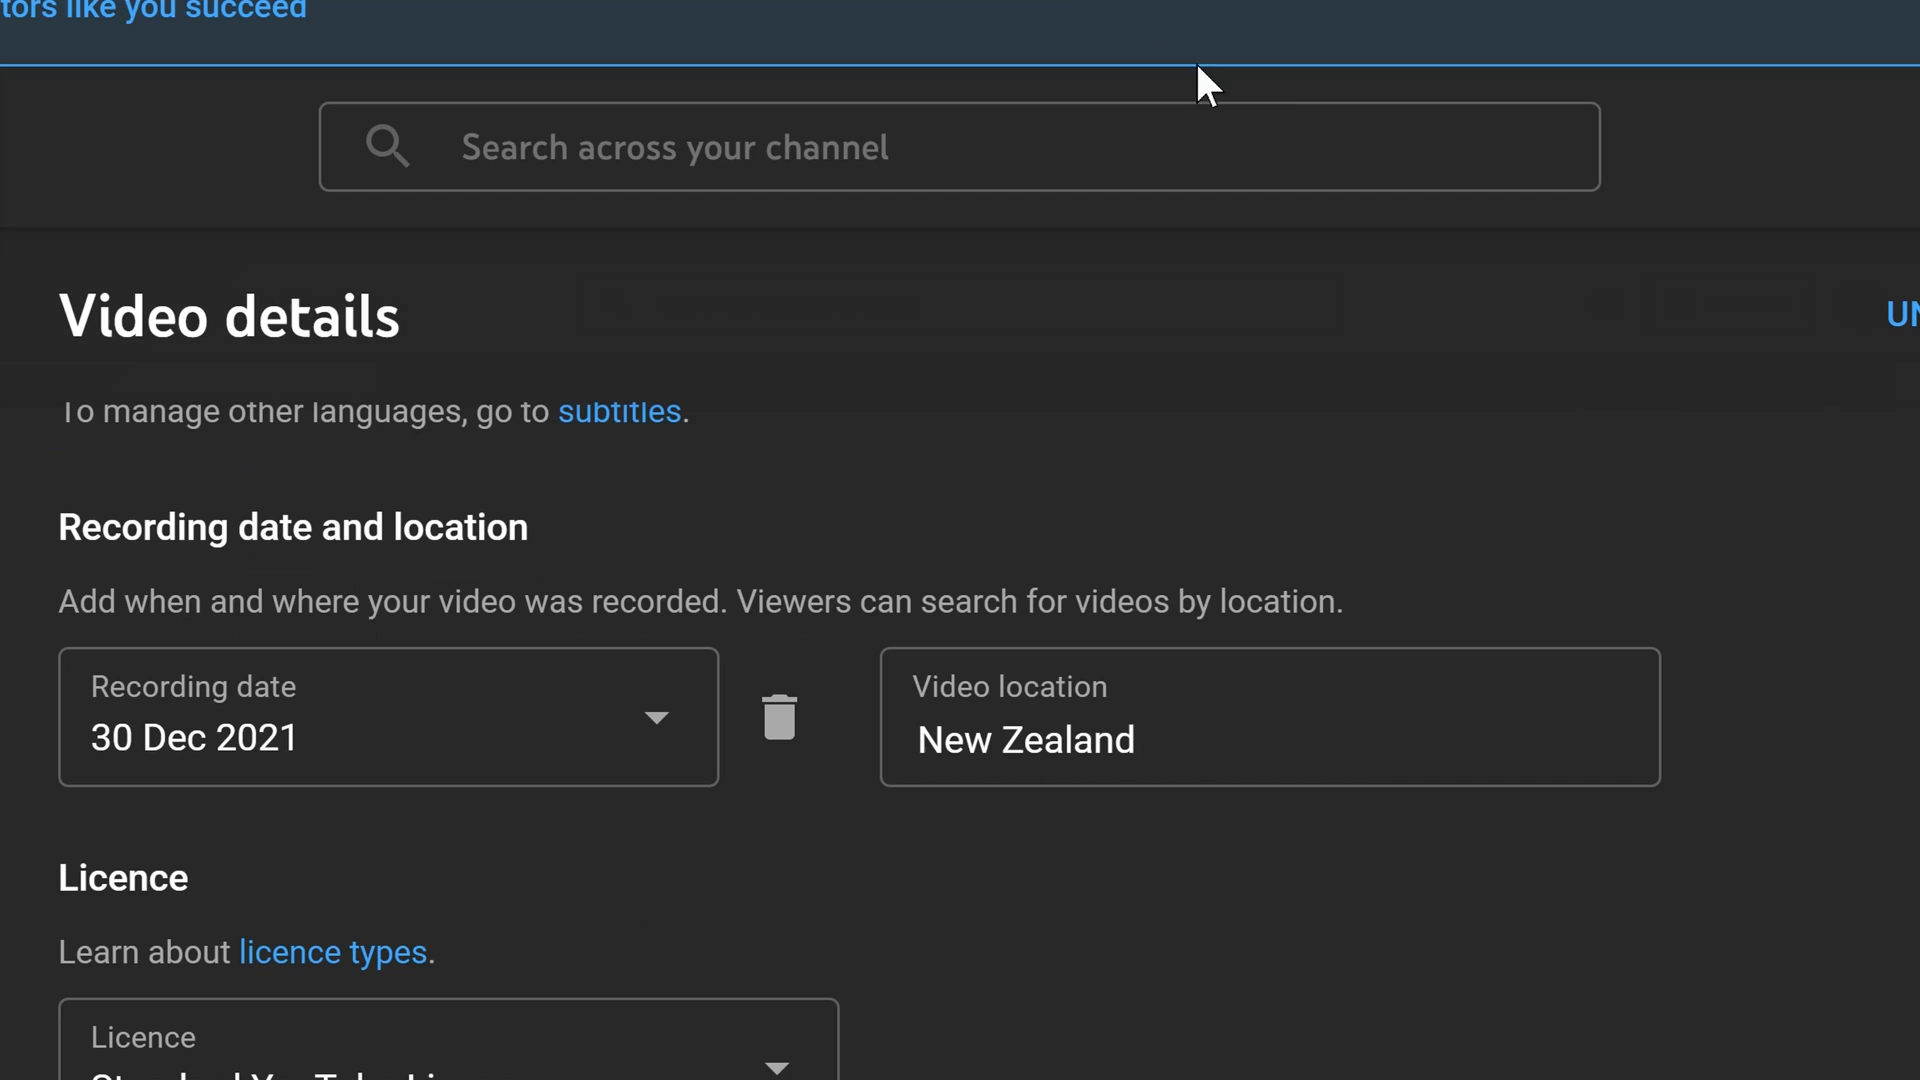 tors like you succeed
Search across your channel
Video details
UN
To manage other languages, go to subtitles.
Recording date and location
Add when and where your video was recorded. Viewers can search for videos by location.
Recording date
30 Dec 2021
Video location
New Zealand
Licence
Learn about licence types.
Licence